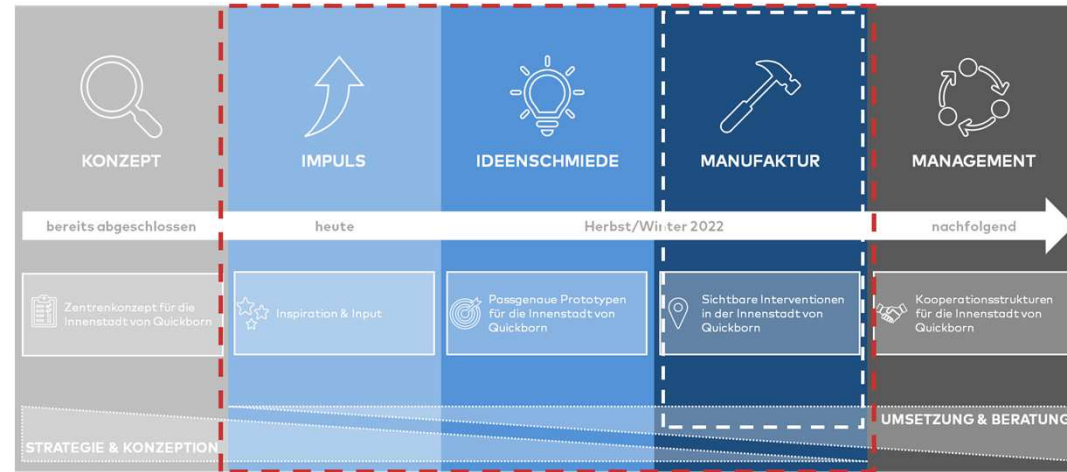 KONZEPT
IMPULS
IDEENSCHMIEDE
MANUFAKTUR
MANAGEMENT
bereits abgeschlossen
heute
Herbst/Winter 2022
nachfolgend
Zentrenkonzept für die
Innenstadt von Quickborn
Inspiration & Input
Passgenaue Prototypen
für die Innenstadt von
Quickborn
Sichtbare Interventionen
in der Innenstadt von
Quickborn
Kooperationsstrukturen
für die Innenstadt von
Quickborn
STRATEGIE & KONZEPTION
UMSETZUNG & BERATUNG